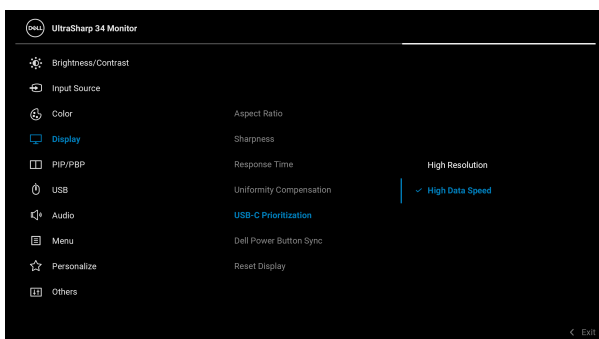 DELL UltraSharp 34 Monitor
Brightness/Contrast
Input Source
Color
Display
PIP/PBP
USB
Audio
Menu
Personalize
Others
Aspect Ratio
Sharpness
Response Time
Uniformity Compensation
USB-C Prioritization
Dell Power Button Sync
Reset Display
High Resolution
High Data Speed
Exit